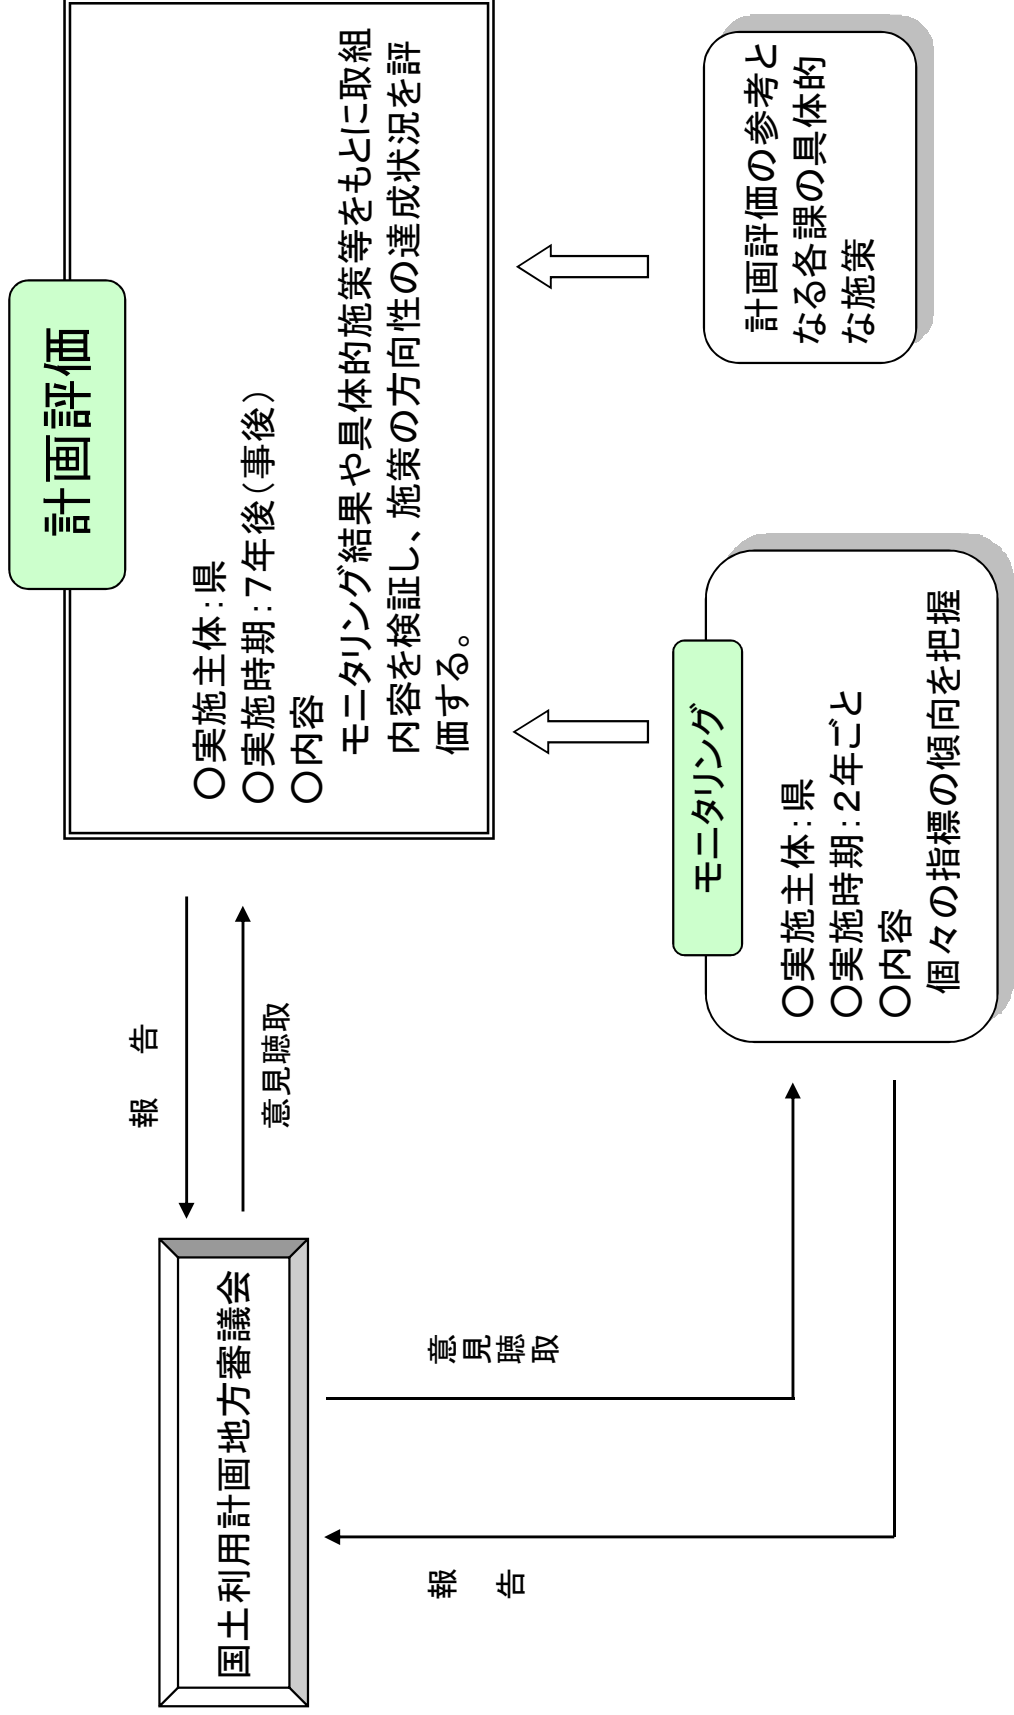 計画評価
○実施主体：県
○実施時期：７年後（事後）
○内容
モニタリング結果や具体的施策等をもとに取組
内容を検証し、施策の方向性の達成状況を評
価する。
報　告
意見聴取
国土利用計画地方審議会
意見聴取
報　告
モニタリング
○実施主体：県
○実施時期：２年ごと
○内容
個々の指標の傾向を把握
計画評価の参考と
なる各課の具体的
な施策